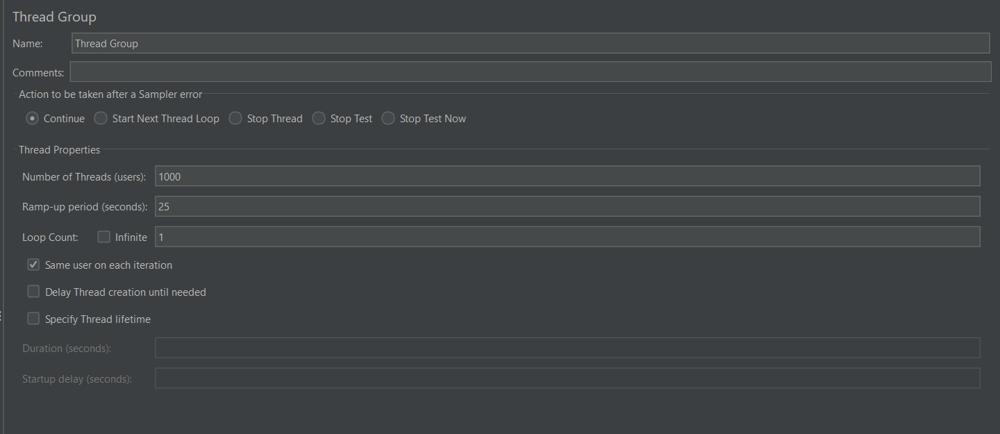 Thread Group
Name: Thread Group
Comments:
Action to be taken after a Sampler error
Continue Start Next Thread Loop Stop Thread Stop Test Stop Test Now
Thread Properties
Number of Threads (users): 1000
Ramp-up period (seconds): 25
Loop Count: Infinite 1
Same user on each iteration
Delay Thread creation until needed
Specify Thread lifetime
Duration (seconds):
Startup delay (seconds):